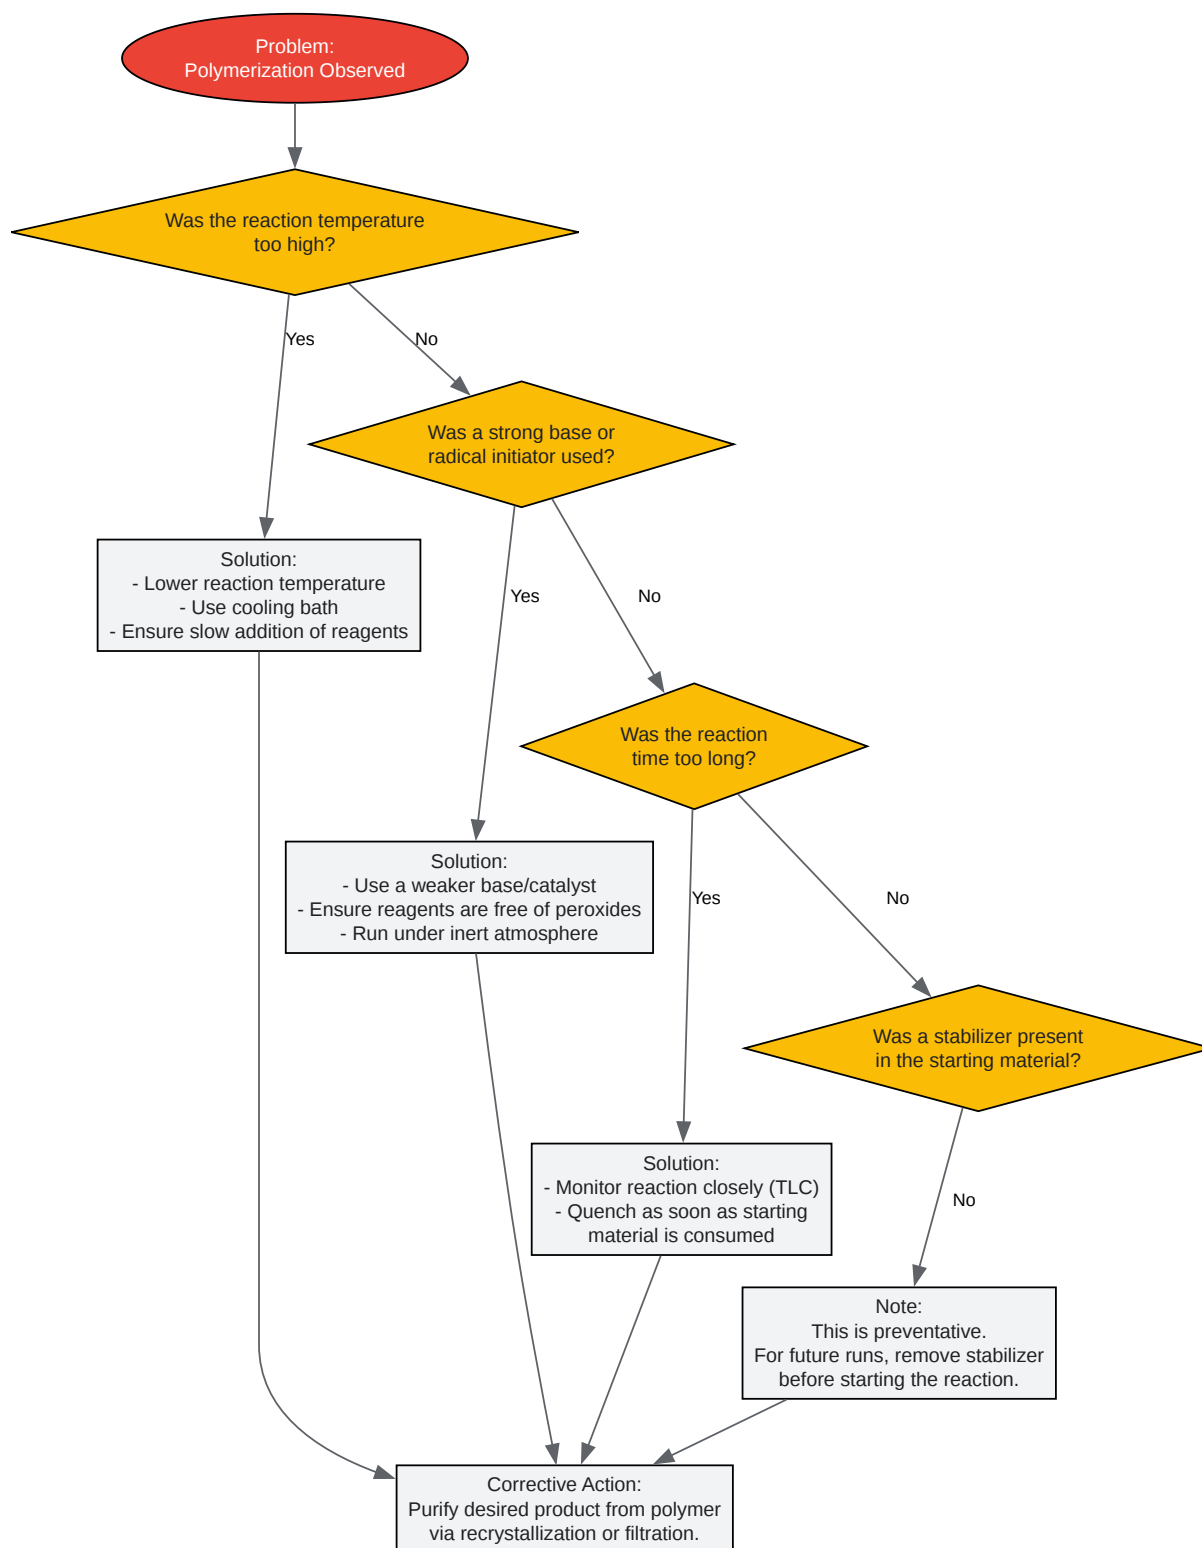 Problem:
Polymerization Observed
Was the reaction temperature
too high?
Yes
No
Was a strong base or
radical initiator used?
Solution:
- Lower reaction temperature
- Use cooling bath
- Ensure slow addition of reagents
Yes
No
Was the reaction
time too long?
Solution:
- Use a weaker base/catalyst
- Ensure reagents are free of peroxides
- Run under inert atmosphere
Yes
No
Was a stabilizer present
in the starting material?
Solution:
- Monitor reaction closely (TLC)
- Quench as soon as starting
material is consumed
No
Note:
This is preventative.
For future runs, remove stabilizer
before starting the reaction.
Corrective Action:
Purify desired product from polymer
via recrystallization or filtration.